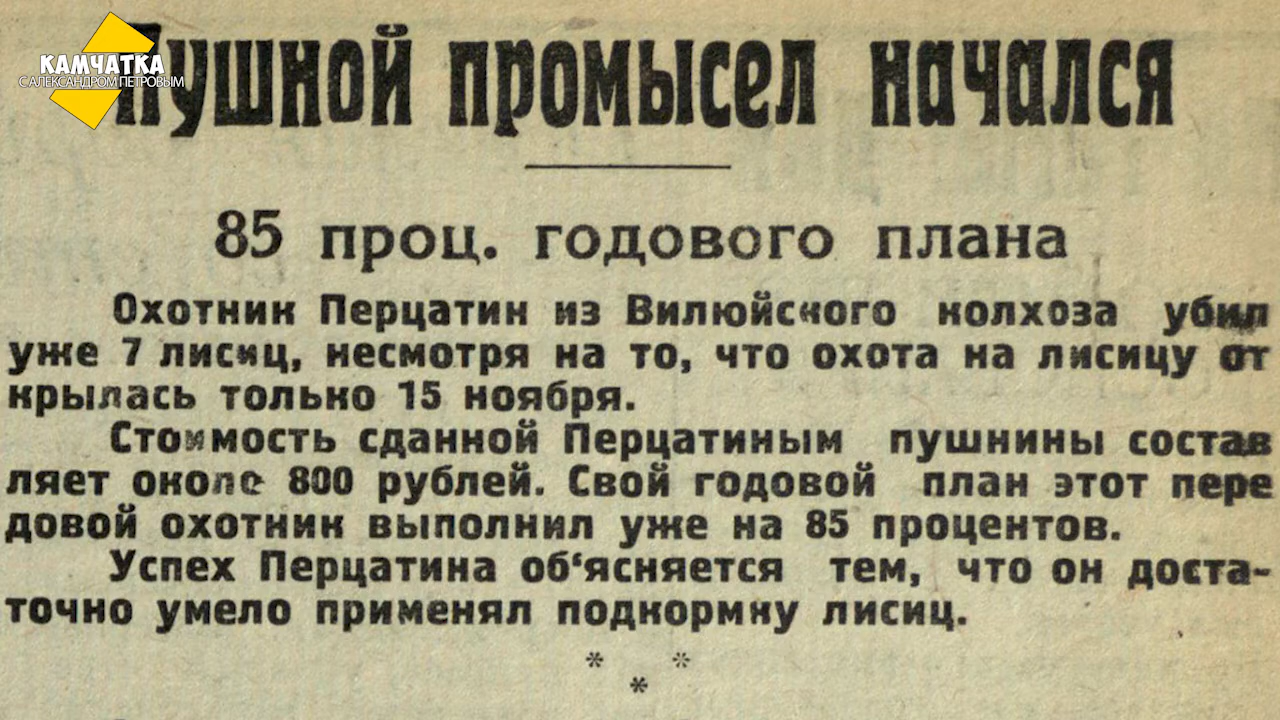 КАМЧАТКА
С АЛЕКСАНДРОМ ПЕТРОВЫМ
Пушной промысел начался
85 проц. годового плана
Охотник Перцатин из Вилюйского колхоза убил
уже 7 лисиц, несмотря на то, что охота на лисицу от
крылась только 15 ноября.
Стоимость сданной Перцатиным пушнины состав
ляет около 800 рублей. Свой годовой план этот пере
довой охотник выполнил уже на 85 процентов.
Успех Перцатина об‘ясняется тем, что он доста-
точно умело применял подкормку лисиц.
* *
*